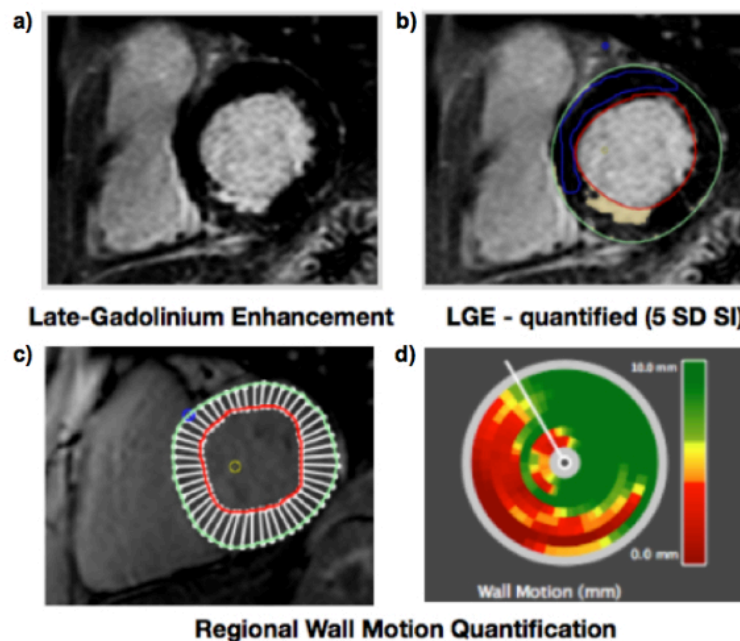 a)
b)
Late-Gadolinium Enhancement
LGE - quantified (5 SD SI)
c)
d)
10.0 mm
0.0 mm
Wall Motion (mm)
Regional Wall Motion Quantification